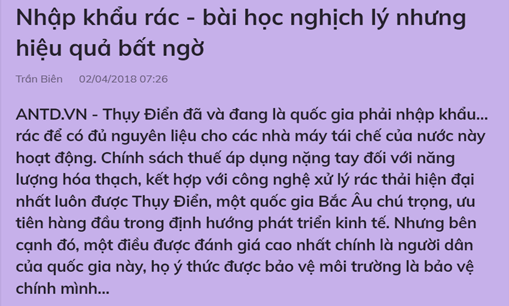 Nhập khẩu rác - bài học nghịch lý nhưng
hiệu quả bất ngờ
Trần Biên 02/04/2018 07:26
ANTD.VN - Thụy Điển đã và đang là quốc gia phải nhập khẩu...
rác để có đủ nguyên liệu cho các nhà máy tái chế của nước này
hoạt động. Chính sách thuế áp dụng nặng tay đối với năng
lượng hóa thạch, kết hợp với công nghệ xử lý rác thải hiện đại
nhất luôn được Thụy Điển, một quốc gia Bắc Âu chú trọng, ưu
tiên hàng đầu trong định hướng phát triển kinh tế. Nhưng bên
cạnh đó, một điều được đánh giá cao nhất chính là người dân
của quốc gia này, họ ý thức được bảo vệ môi trường là bảo vệ
chính mình...